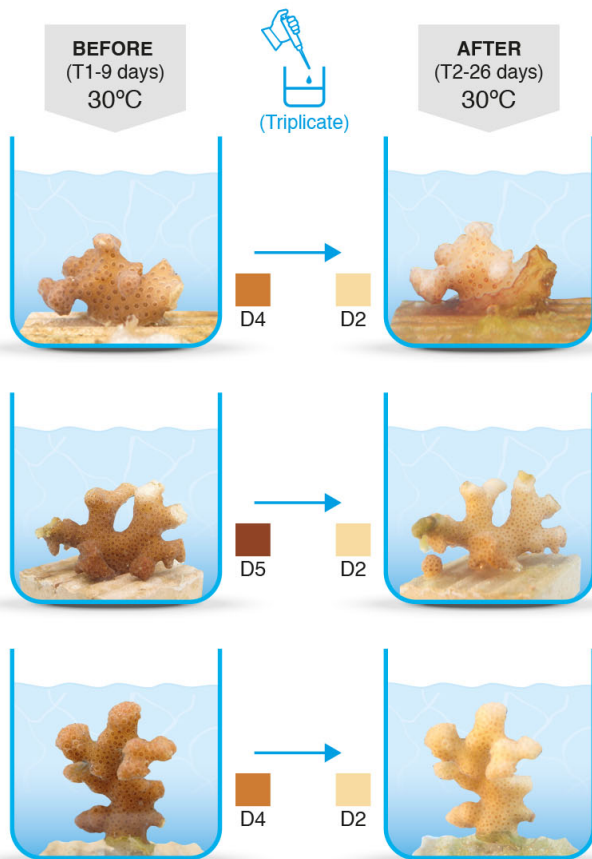 BEFORE
(T1-9 days)
30ºC
(Triplicate)
AFTER
(T2-26 days)
30ºC
D4
D2
D5
D2
D4
D2